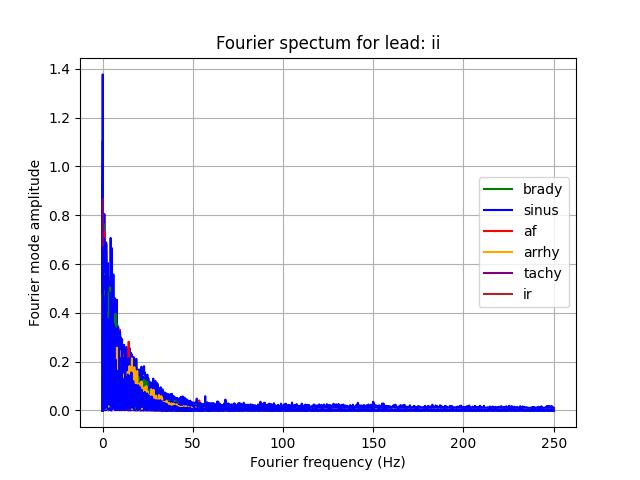 Fourier spectum for lead: ii
1.4
1.2
1.0
0.8
0.6
0.4
0.2
0.0
Fourier mode amplitude
brady
sinus
af
arrhy
tachy
ir
0
50
100
150
200
250
Fourier frequency (Hz)